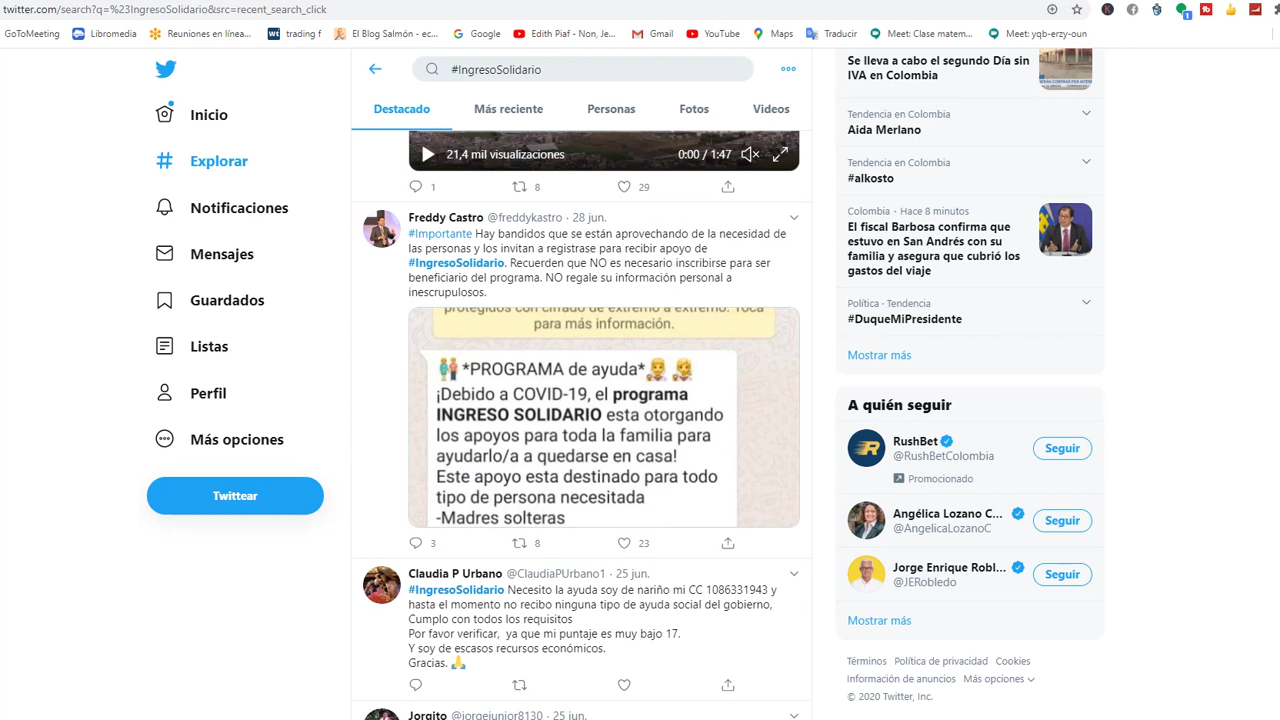 twitter.com/search?q=%23IngresoSolidario&src=recent_search_click
GoToMeeting Libromedia Reuniones en línea... trading f El Blog Salmón - ec... Google Edith Piaf - Non, Je... Gmail YouTube Maps Traducir Meet: Clase matem... Meet: yqb-erzy-oun
Inicio
Explorar
Notificaciones
Mensajes
Guardados
Listas
Perfil
Más opciones
Twittear
#IngresoSolidario
Destacado Más reciente Personas Fotos Videos
21,4 mil visualizaciones 0:00 / 1:47
1 8 29
Freddy Castro @freddykastro · 28 jun.
#Importante Hay bandidos que se están aprovechando de la necesidad de
las personas y los invitan a registrase para recibir apoyo de
#IngresoSolidario. Recuerden que NO es necesario inscribirse para ser
beneficiario del programa. NO regale su información personal a
inescrupulosos.
protegidos con cifrado de extremo a extremo. Toca
para más información.
*PROGRAMA de ayuda*
¡Debido a COVID-19, el programa
INGRESO SOLIDARIO esta otorgando
los apoyos para toda la familia para
ayudarlo/a a quedarse en casa!
Este apoyo esta destinado para todo
tipo de persona necesitada
-Madres solteras
3 8 23
Claudia P Urbano @ClaudiaPUrbano1 · 25 jun.
#IngresoSolidario Necesito la ayuda soy de nariño mi CC 1086331943 y
hasta el momento no recibo ninguna tipo de ayuda social del gobierno,
Cumplo con todos los requisitos
Por favor verificar, ya que mi puntaje es muy bajo 17.
Y soy de escasos recursos económicos.
Gracias.
Jorgito @jorgejunior8130 · 25 jun.
Se lleva a cabo el segundo Día sin
IVA en Colombia
Tendencia en Colombia
Aida Merlano
Tendencia en Colombia
#alkosto
Colombia · Hace 8 minutos
El fiscal Barbosa confirma que
estuvo en San Andrés con su
familia y asegura que cubrió los
gastos del viaje
Política · Tendencia
#DuqueMiPresidente
Mostrar más
A quién seguir
RushBet
@RushBetColombia
Seguir
Promocionado
Angélica Lozano C...
@AngelicaLozanoC
Seguir
Jorge Enrique Robl...
@JERobledo
Seguir
Mostrar más
Términos Política de privacidad Cookies
Información de anuncios Más opciones
© 2020 Twitter, Inc.